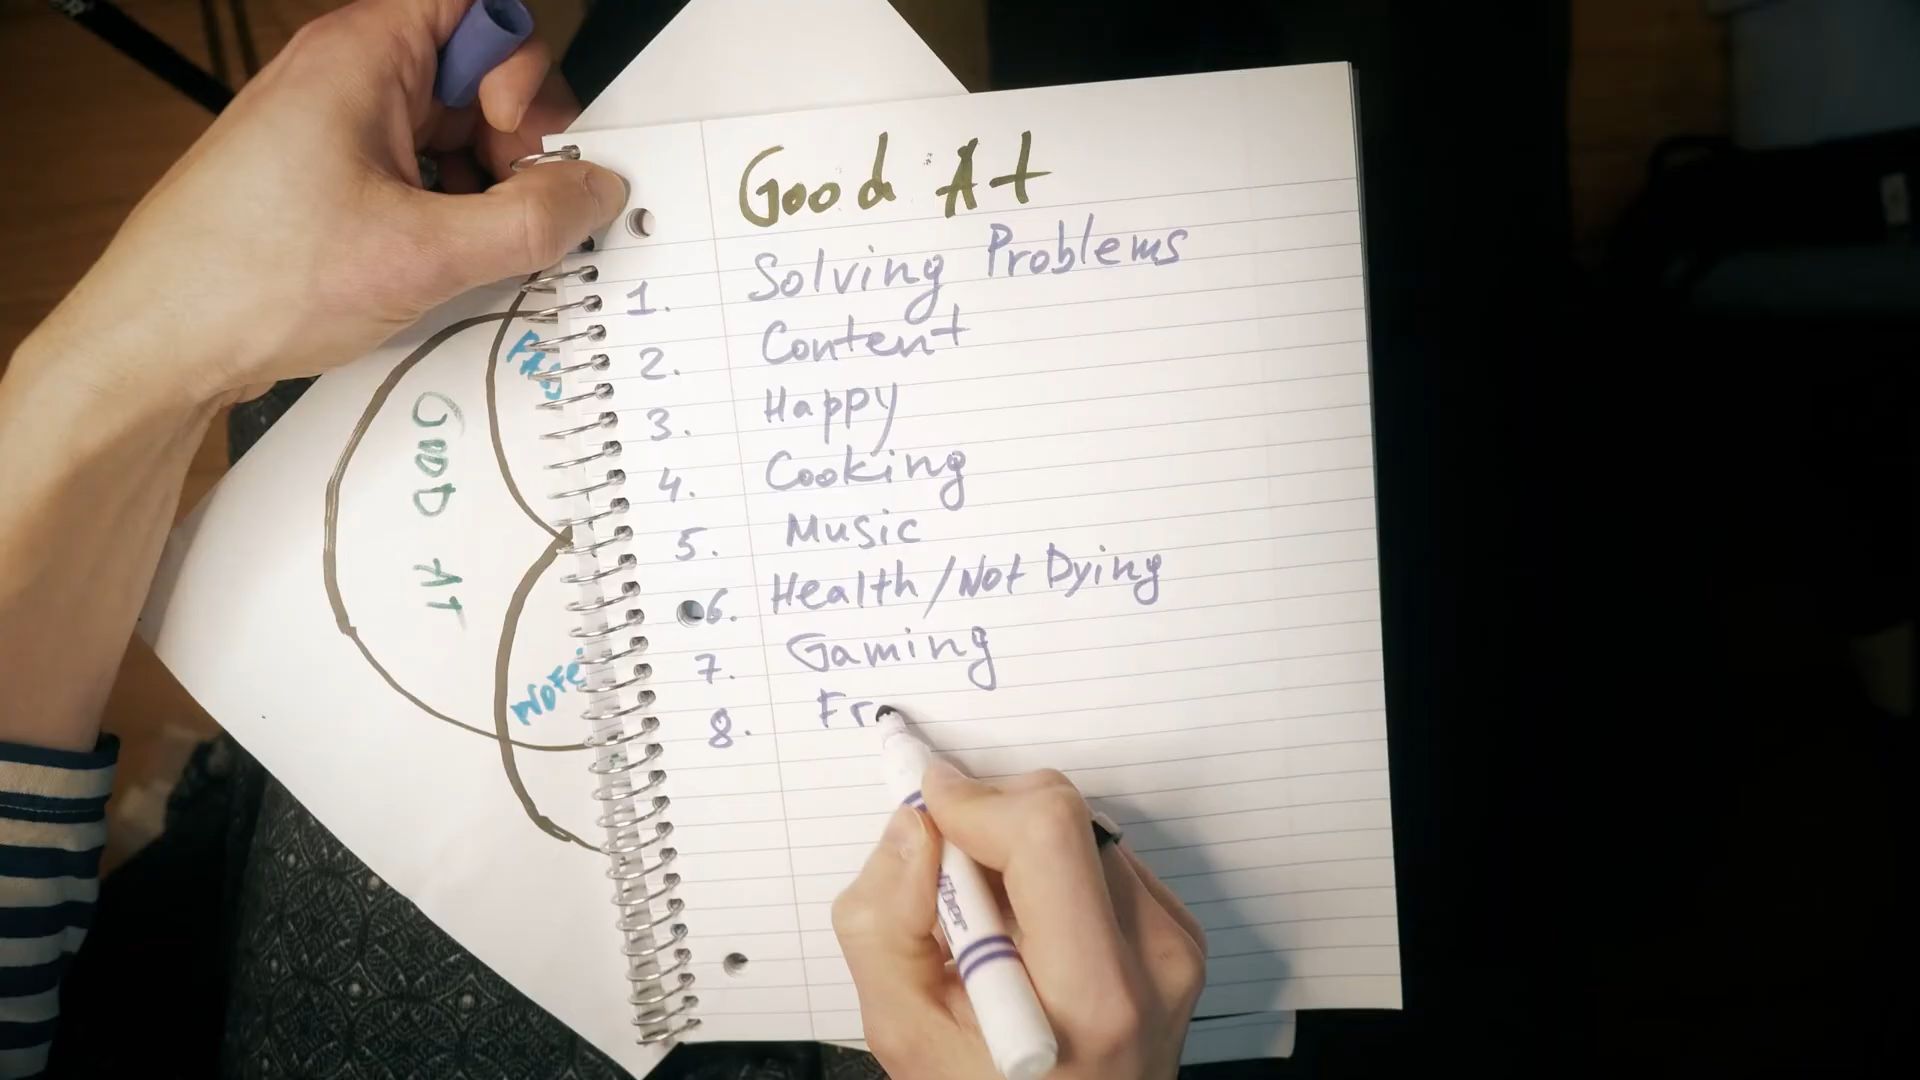 Good At
1. Solving Problems
2. Content
3. Happy
4. Cooking
5. Music
6. Health/Not Dying
7. Gaming
8. Fr
GOOD AT